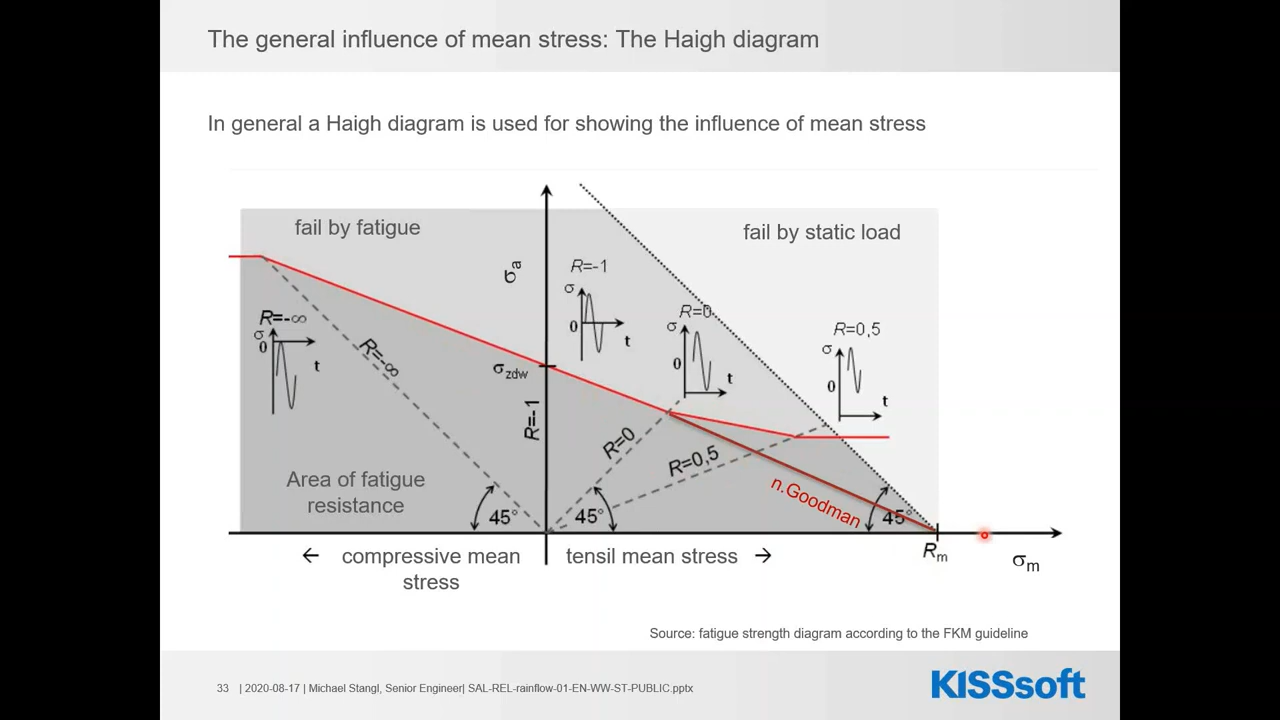 The general influence of mean stress: The Haigh diagram
In general a Haigh diagram is used for showing the influence of mean stress
fail by fatigue
fail by static load
σa
R=-1
σ
0
t
R=0
σ
0
t
R=0,5
σ
0
t
R=-∞
σ
0
t
R=-∞
σzdw
R=-1
R=0
R=0,5
n.Goodman
Area of fatigue
resistance
45°
45°
45°
Rm
σm
← compressive mean
stress
tensil mean stress →
Source: fatigue strength diagram according to the FKM guideline
33 | 2020-08-17 | Michael Stangl, Senior Engineer| SAL-REL-rainflow-01-EN-WW-ST-PUBLIC.pptx
KISSsoft